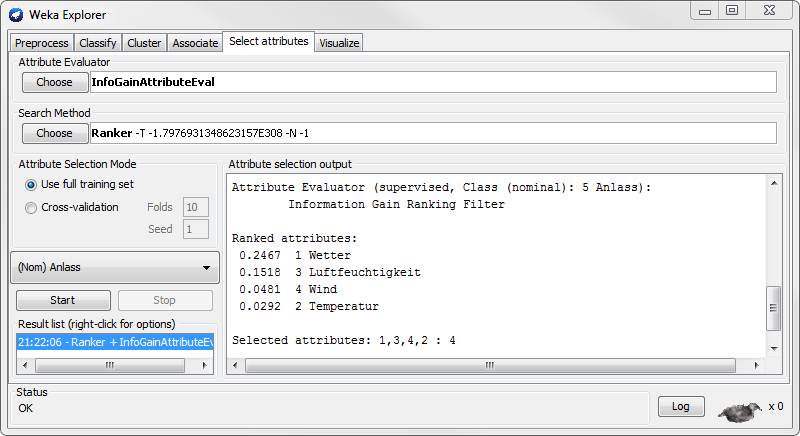 Weka Explorer
Preprocess Classify Cluster Associate Select attributes Visualize
Attribute Evaluator
Choose InfoGainAttributeEval
Search Method
Choose Ranker -T -1.7976931348623157E308 -N -1
Attribute Selection Mode
Use full training set
Cross-validation Folds 10
Seed 1
(Nom) Anlass
Start Stop
Result list (right-click for options)
21:22:06 - Ranker + InfoGainAttributeEv
Attribute selection output
Attribute Evaluator (supervised, Class (nominal): 5 Anlass):
Information Gain Ranking Filter
Ranked attributes:
0.2467 1 Wetter
0.1518 3 Luftfeuchtigkeit
0.0481 4 Wind
0.0292 2 Temperatur
Selected attributes: 1,3,4,2 : 4
Status
OK
Log x 0